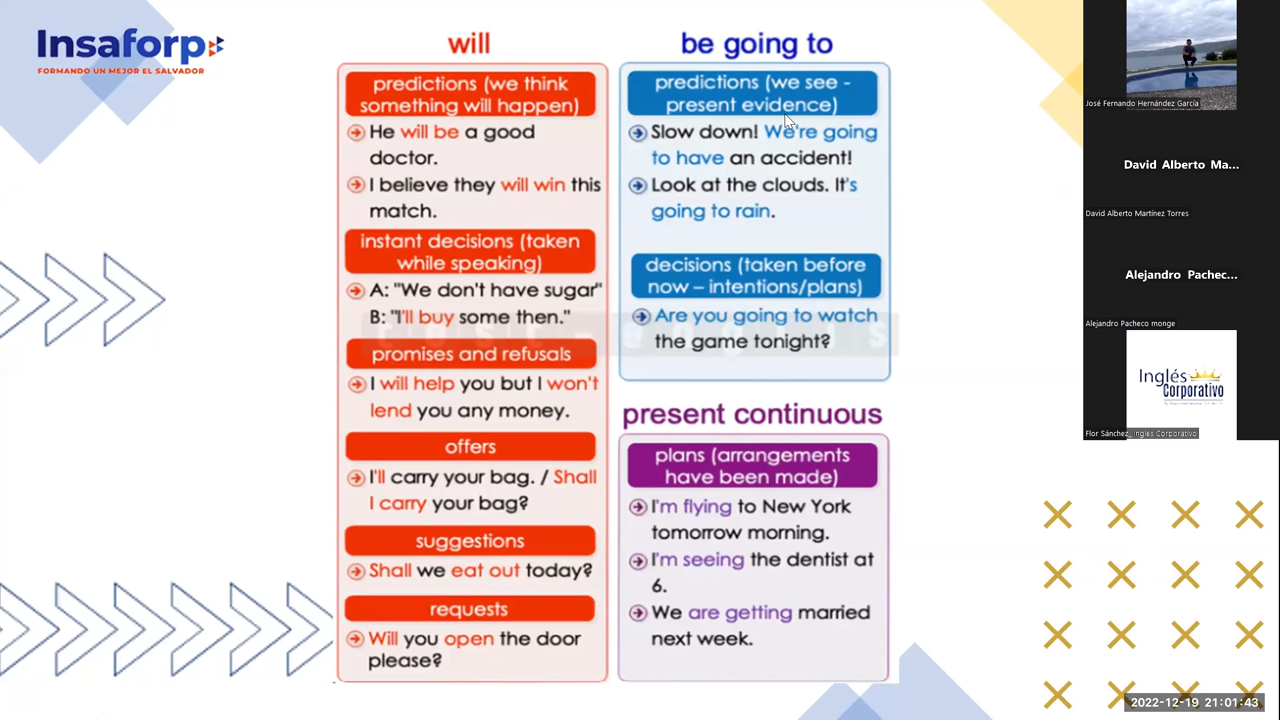 Insaforp
FORMANDO UN MEJOR EL SALVADOR
will
predictions (we think
something will happen)
He will be a good
doctor.
I believe they will win this
match.
instant decisions (taken
while speaking)
A: "We don't have sugar"
B: "I'll buy some then."
promises and refusals
I will help you but I won't
lend you any money.
offers
I'll carry your bag. / Shall
I carry your bag?
suggestions
Shall we eat out today?
requests
Will you open the door
please?
be going to
predictions (we see -
present evidence)
Slow down! We're going
to have an accident!
Look at the clouds. It's
going to rain.
decisions (taken before
now – intentions/plans)
Are you going to watch
the game tonight?
present continuous
plans (arrangements
have been made)
I'm flying to New York
tomorrow morning.
I'm seeing the dentist at
6.
We are getting married
next week.
José Fernando Hernández García
David Alberto Ma...
David Alberto Martínez Torres
Alejandro Pachec...
Alejandro Pacheco monge
Inglés
Corporativo
Flor Sánchez_Inglés Corporativo
2022-12-19 21:01:43